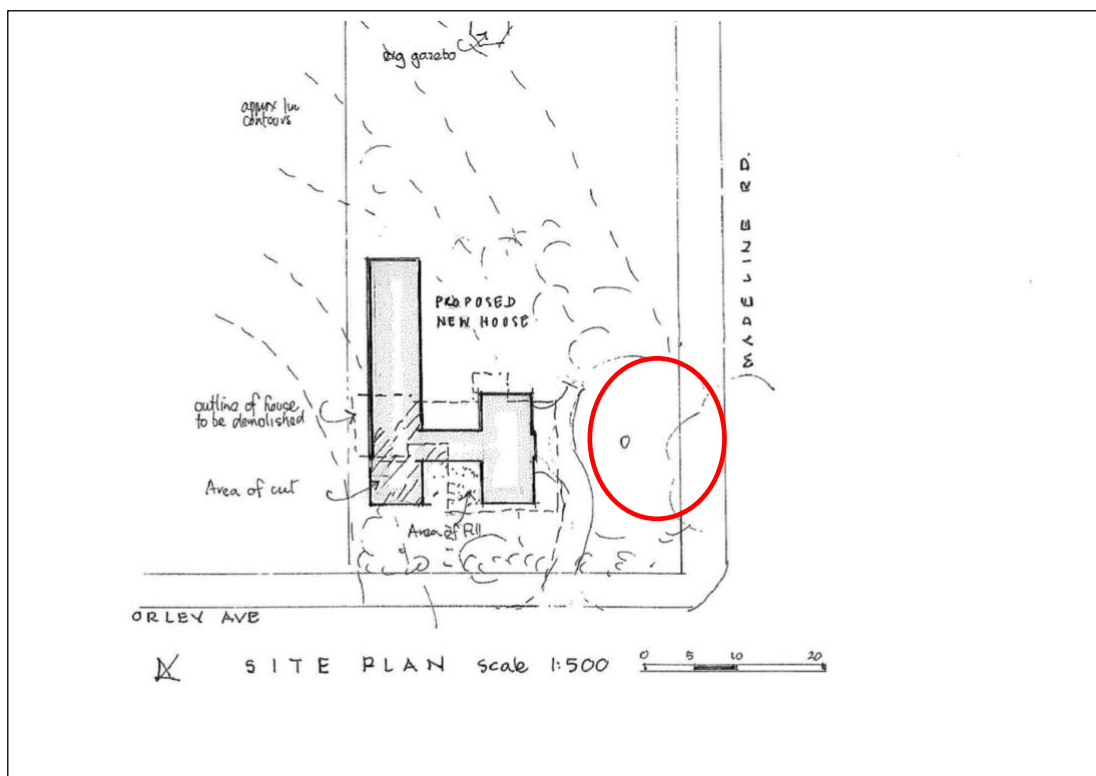 exg gazebo
approx 1m
contours
MADELINE RD.
PROPOSED
NEW HOUSE
outline of house
to be demolished
Area of cut
Area of Fill
ORLEY AVE
SITE PLAN scale 1:500
0 5 10 20